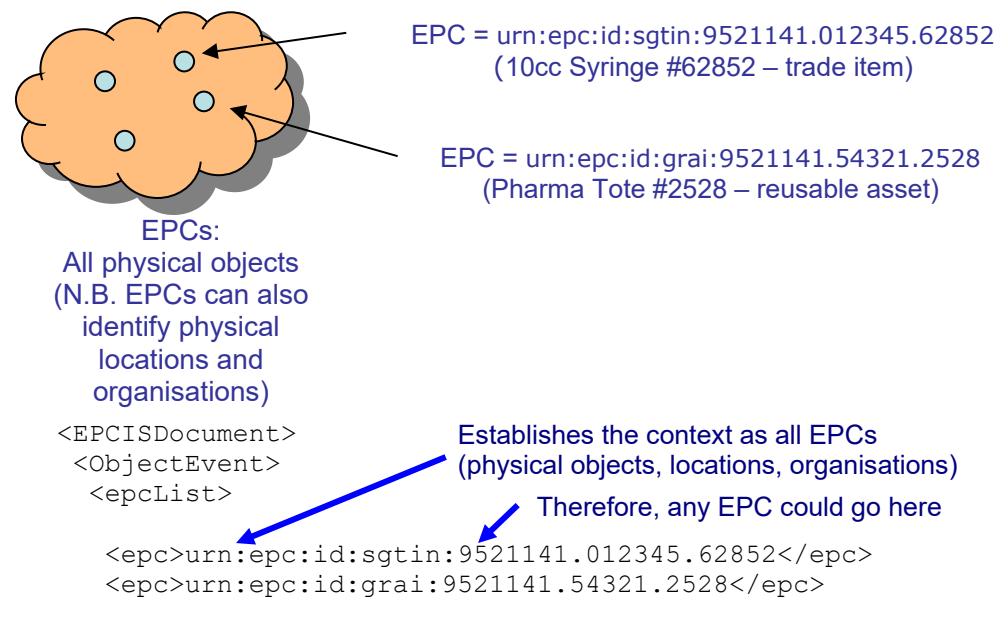 EPC = urn:epc:id:sgtin:9521141.012345.62852
(10cc Syringe #62852 – trade item)
EPC = urn:epc:id:grai:9521141.54321.2528
(Pharma Tote #2528 – reusable asset)
EPCs:
All physical objects
(N.B. EPCs can also
identify physical
locations and
organisations)
<EPCISDocument>
<ObjectEvent>
<epcList>
Establishes the context as all EPCs
(physical objects, locations, organisations)
Therefore, any EPC could go here
<epc>urn:epc:id:sgtin:9521141.012345.62852</epc>
<epc>urn:epc:id:grai:9521141.54321.2528</epc>